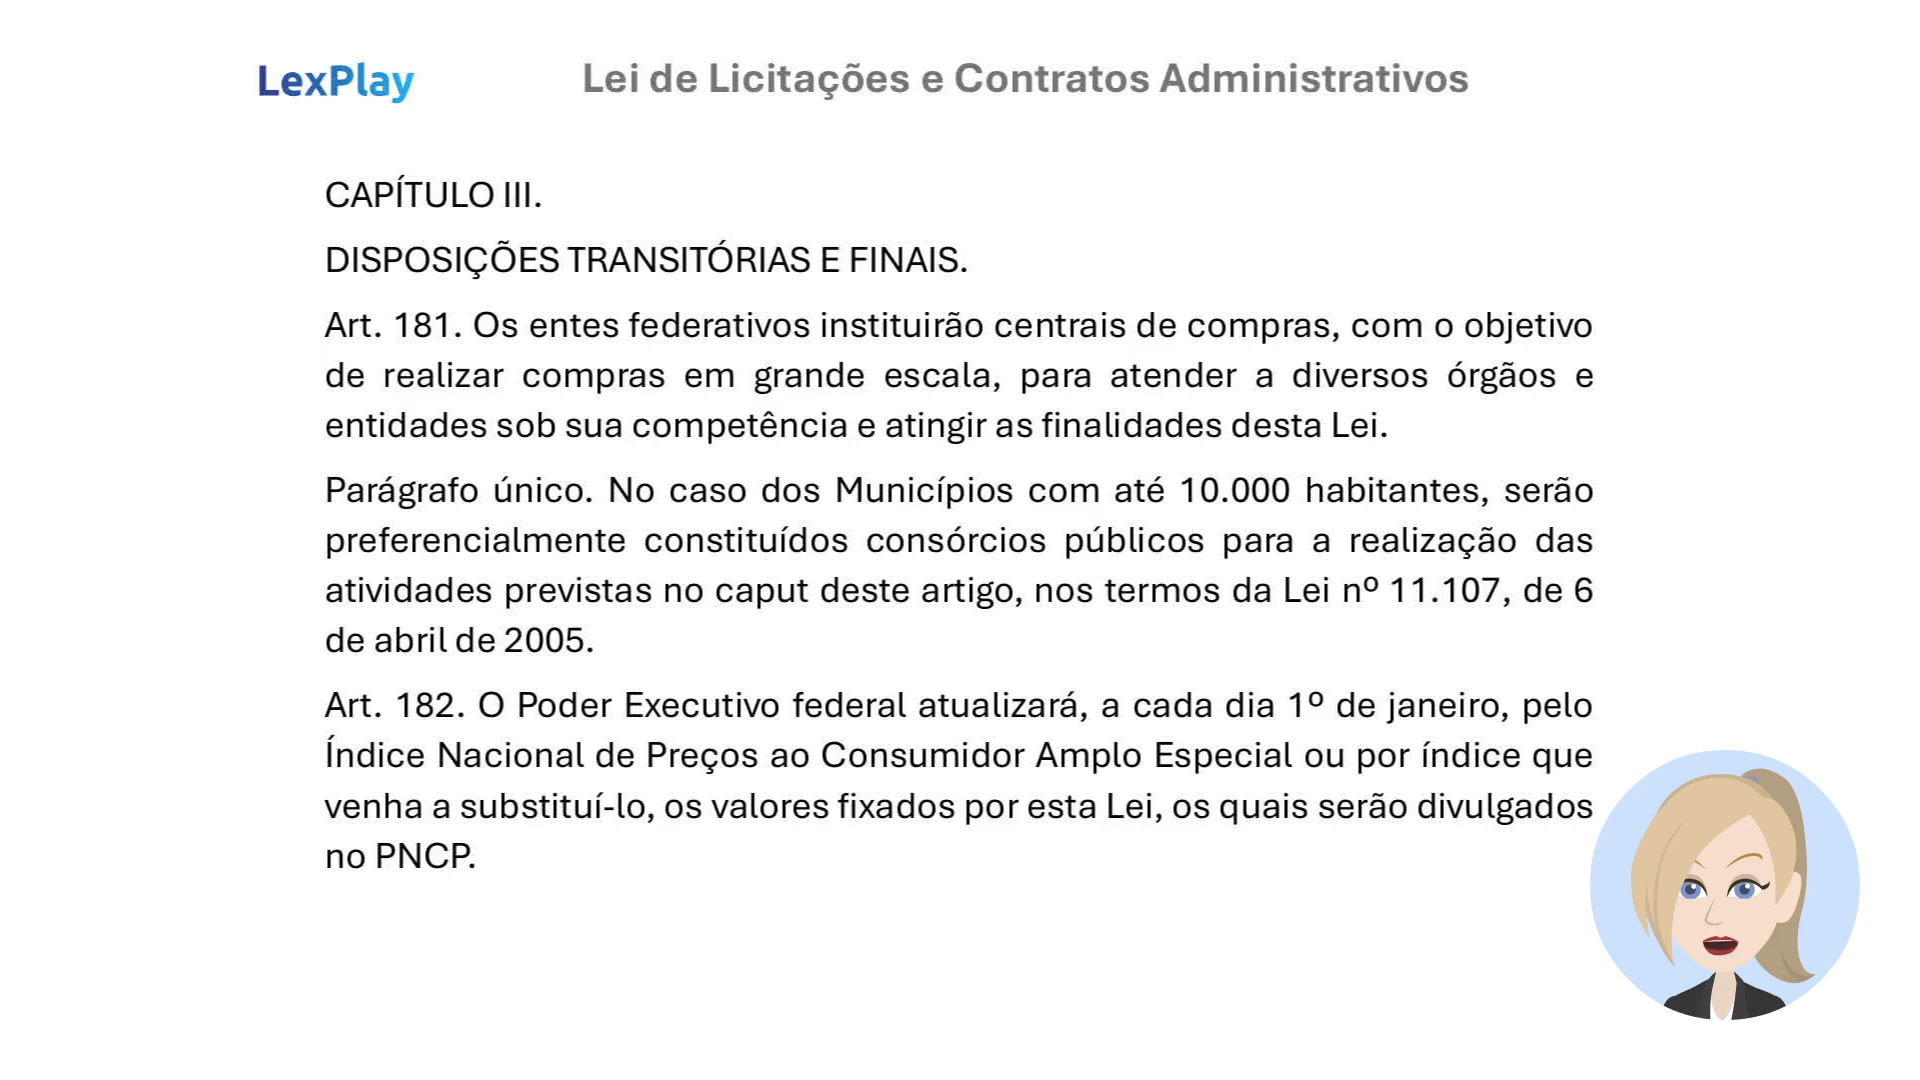 LexPlay
Lei de Licitações e Contratos Administrativos
CAPÍTULO III.
DISPOSIÇÕES TRANSITÓRIAS E FINAIS.
Art. 181. Os entes federativos instituirão centrais de compras, com o objetivo
de realizar compras em grande escala, para atender a diversos órgãos e
entidades sob sua competência e atingir as finalidades desta Lei.
Parágrafo único. No caso dos Municípios com até 10.000 habitantes, serão
preferencialmente constituídos consórcios públicos para a realização das
atividades previstas no caput deste artigo, nos termos da Lei nº 11.107, de 6
de abril de 2005.
Art. 182. O Poder Executivo federal atualizará, a cada dia 1º de janeiro, pelo
Índice Nacional de Preços ao Consumidor Amplo Especial ou por índice que
venha a substituí-lo, os valores fixados por esta Lei, os quais serão divulgados
no PNCP.